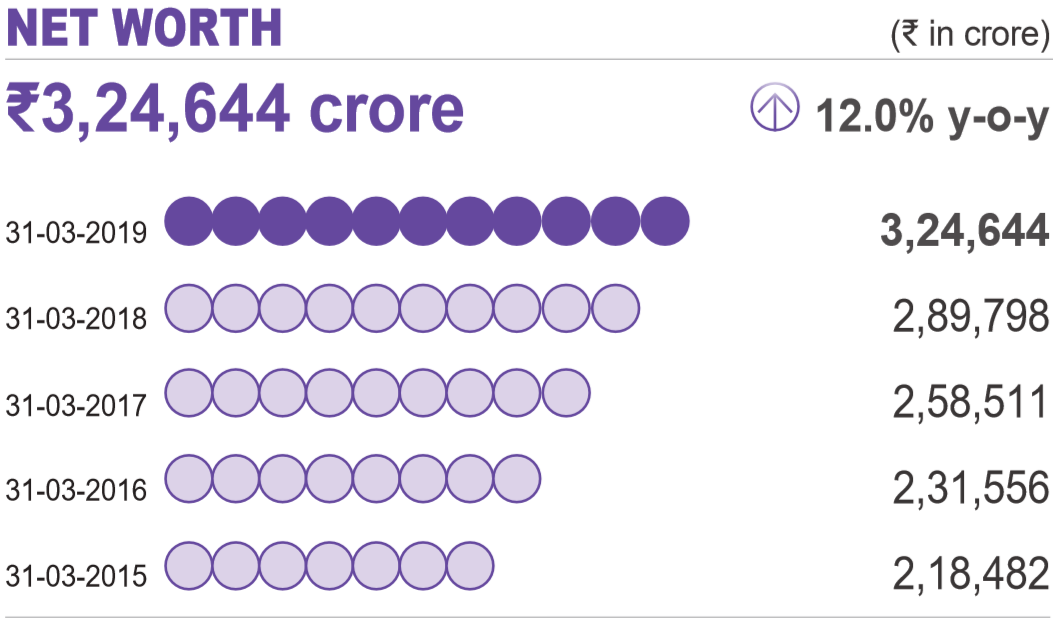 NET WORTH (₹ in crore)
₹3,24,644 crore 12.0% y-o-y
31-03-2019 3,24,644
31-03-2018 2,89,798
31-03-2017 2,58,511
31-03-2016 2,31,556
31-03-2015 2,18,482